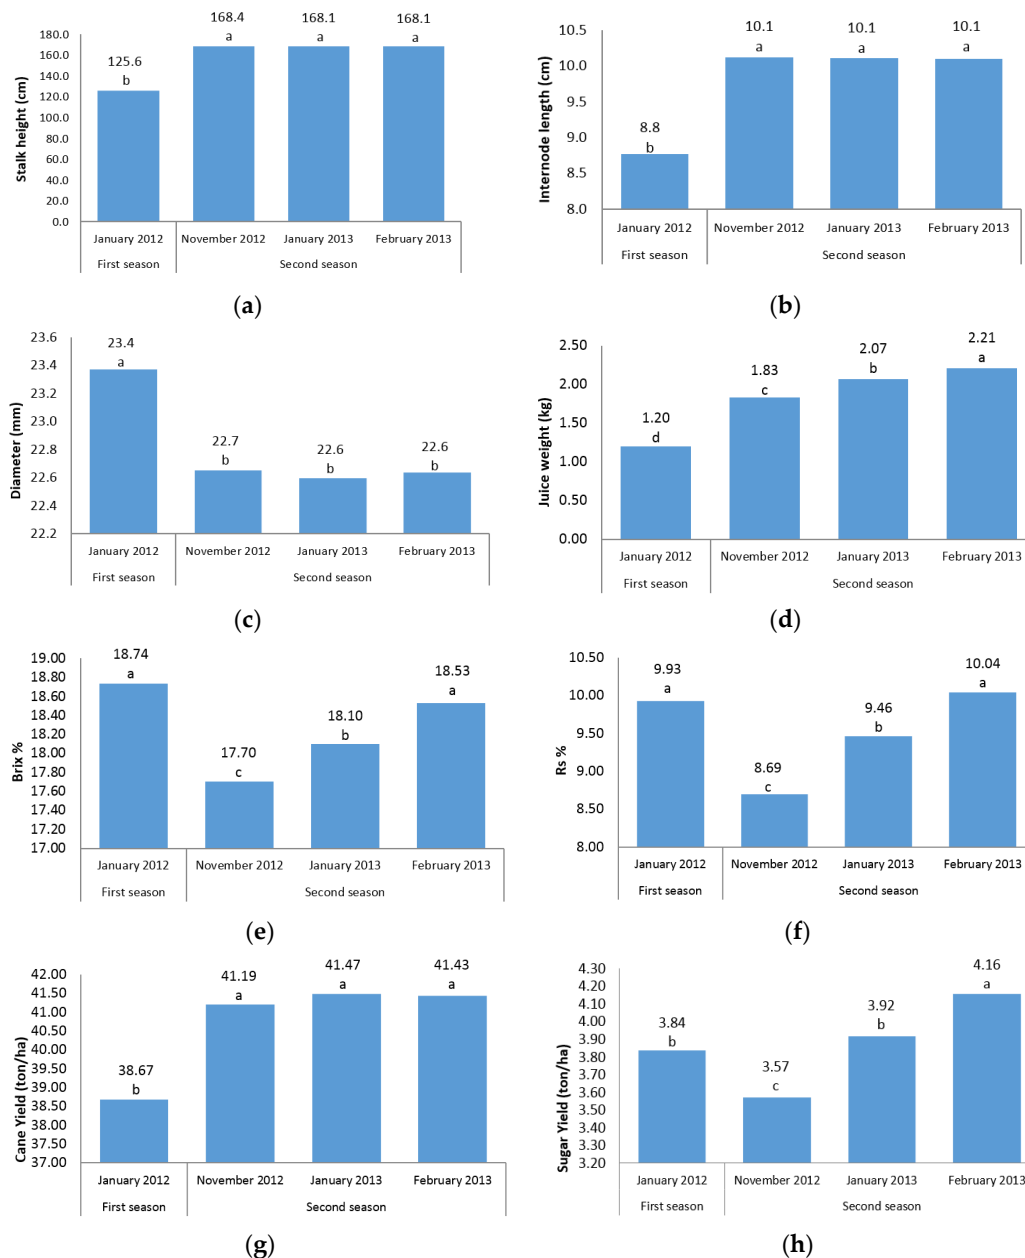 168.4 168.1 168.1
a a a
125.6
b
180.0
160.0
140.0
120.0
100.0
80.0
60.0
40.0
20.0
0.0
Stalk height (cm)
January 2012 November 2012 January 2013 February 2013
First season Second season
(a)
10.1 10.1 10.1
a a a
8.8
b
10.5
10.0
9.5
9.0
8.5
8.0
Internode length (cm)
January 2012 November 2012 January 2013 February 2013
First season Second season
(b)
23.4
a
22.7 22.6 22.6
b b b
23.6
23.4
23.2
23.0
22.8
22.6
22.4
22.2
Diameter (mm)
January 2012 November 2012 January 2013 February 2013
First season Second season
(c)
2.21
a
2.07
b
1.83
c
1.20
d
2.50
2.00
1.50
1.00
0.50
0.00
Juice weight (kg)
January 2012 November 2012 January 2013 February 2013
First season Second season
(d)
18.74
a
18.53
a
18.10
b
17.70
c
19.00
18.80
18.60
18.40
18.20
18.00
17.80
17.60
17.40
17.20
17.00
Brix %
January 2012 November 2012 January 2013 February 2013
First season Second season
(e)
9.93
a
10.04
a
9.46
b
8.69
c
10.50
10.00
9.50
9.00
8.50
8.00
Rs %
January 2012 November 2012 January 2013 February 2013
First season Second season
(f)
41.19 41.47 41.43
a a a
38.67
b
42.00
41.50
41.00
40.50
40.00
39.50
39.00
38.50
38.00
37.50
37.00
Cane Yield (ton/ha)
January 2012 November 2012 January 2013 February 2013
First season Second season
(g)
4.16
a
3.92
b
3.84
b
3.57
c
4.30
4.20
4.10
4.00
3.90
3.80
3.70
3.60
3.50
3.40
3.30
3.20
Sugar Yield (ton/ha)
January 2012 November 2012 January 2013 February 2013
First season Second season
(h)